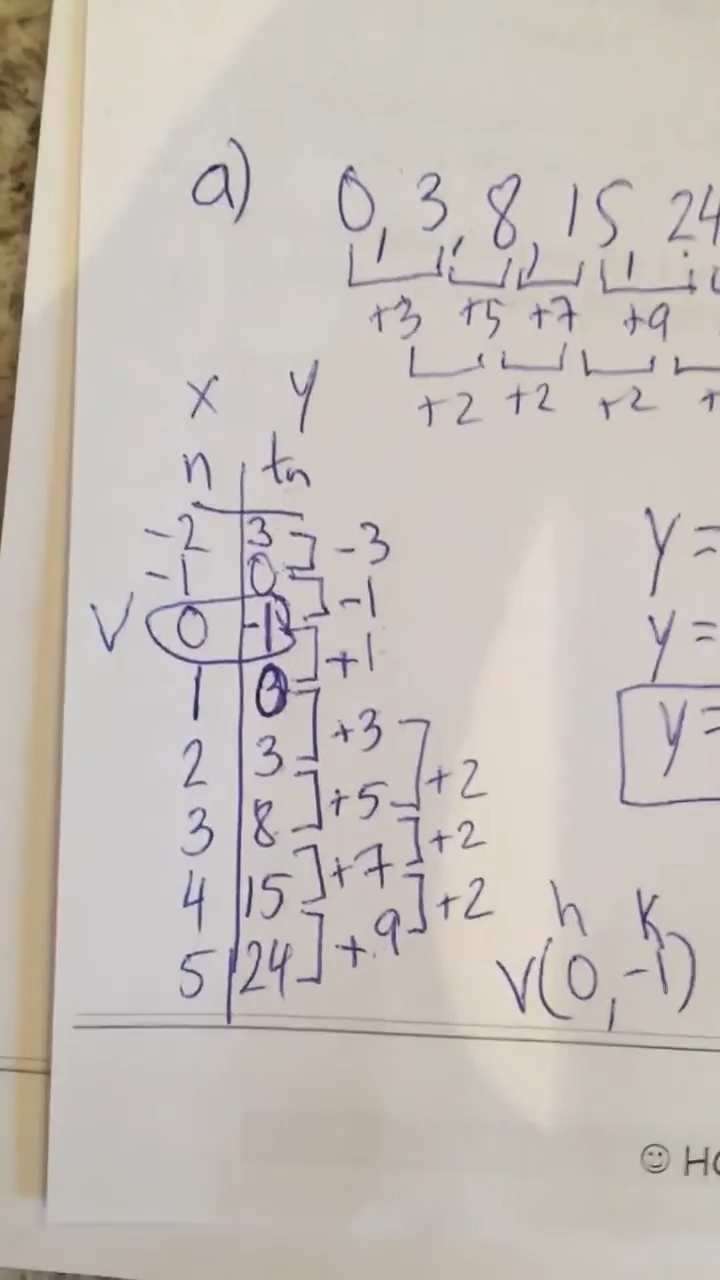 a) 0, 3, 8, 15, 24
+3 +5 +7 +9
+2 +2 +2 +
x y
n tn
-2 3 -3
-1 0 -1
V 0 -1 +1
1 0 +3 +2
2 3 +5 +2
3 8 +7 +2
4 15 +9
5 24
y =
y =
y =
h k
V(0, -1)
☺ HO